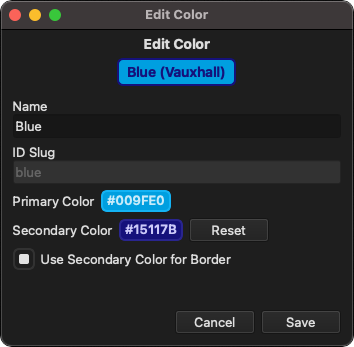 Edit Color
Edit Color
Blue (Vauxhall)
Name
Blue
ID Slug
blue
Primary Color #009FE0
Secondary Color #15117B Reset
Use Secondary Color for Border
Cancel Save